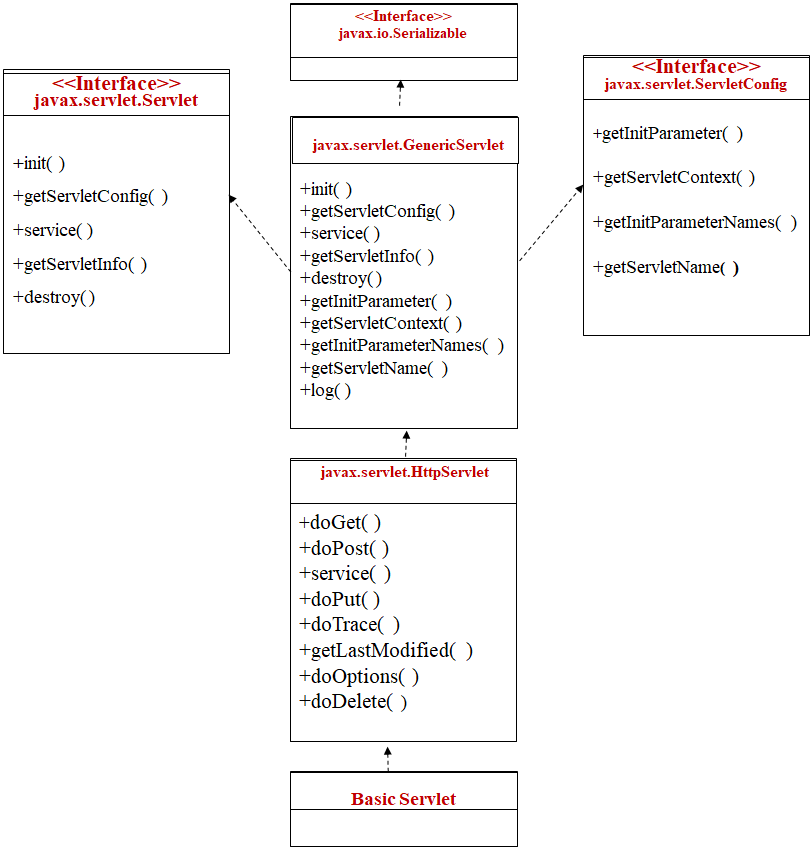 <<Interface>>
javax.io.Serializable
<<Interface>>
javax.servlet.Servlet
+init( )
+getServletConfig( )
+service( )
+getServletInfo( )
+destroy( )
javax.servlet.GenericServlet
+init( )
+getServletConfig( )
+service( )
+getServletInfo( )
+destroy( )
+getInitParameter( )
+getServletContext( )
+getInitParameterNames( )
+getServletName( )
+log( )
<<Interface>>
javax.servlet.ServletConfig
+getInitParameter( )
+getServletContext( )
+getInitParameterNames( )
+getServletName( )
javax.servlet.HttpServlet
+doGet( )
+doPost( )
+service( )
+doPut( )
+doTrace( )
+getLastModified( )
+doOptions( )
+doDelete( )
Basic Servlet